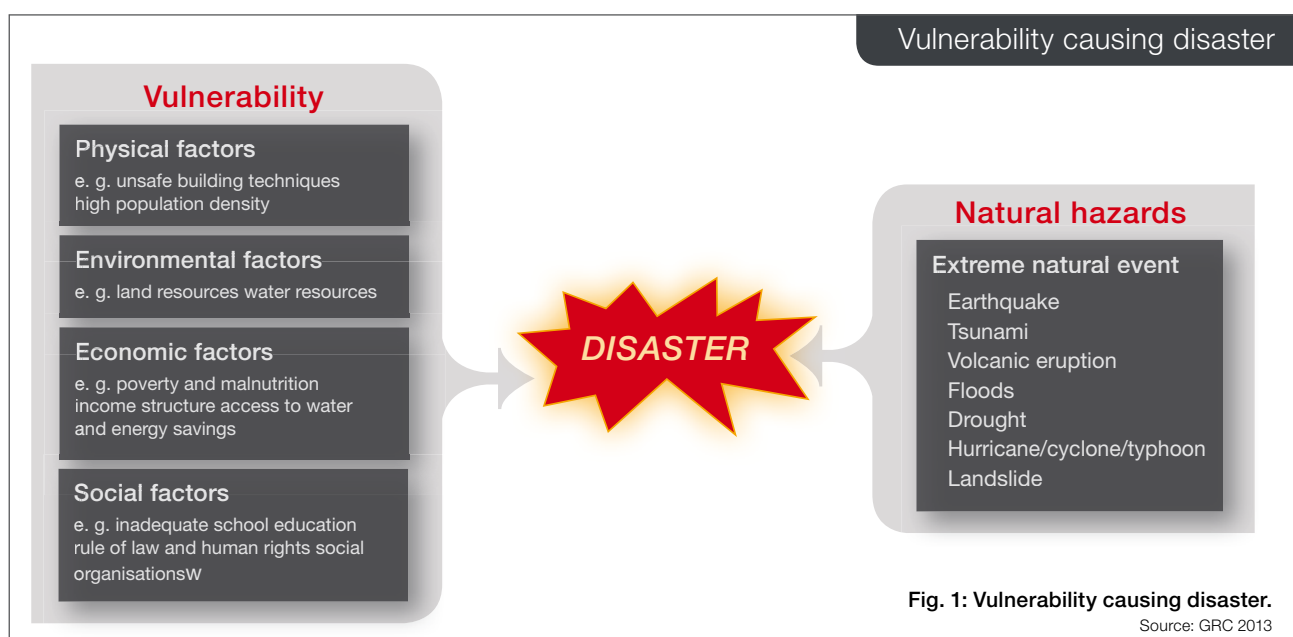 Vulnerability causing disaster
Vulnerability
Physical factors
e. g. unsafe building techniques
high population density
Environmental factors
e. g. land resources water resources
Economic factors
e. g. poverty and malnutrition
income structure access to water
and energy savings
Social factors
e. g. inadequate school education
rule of law and human rights social
organisationsw
DISASTER
Natural hazards
Extreme natural event
Earthquake
Tsunami
Volcanic eruption
Floods
Drought
Hurricane/cyclone/typhoon
Landslide
Fig. 1: Vulnerability causing disaster.
Source: GRC 2013